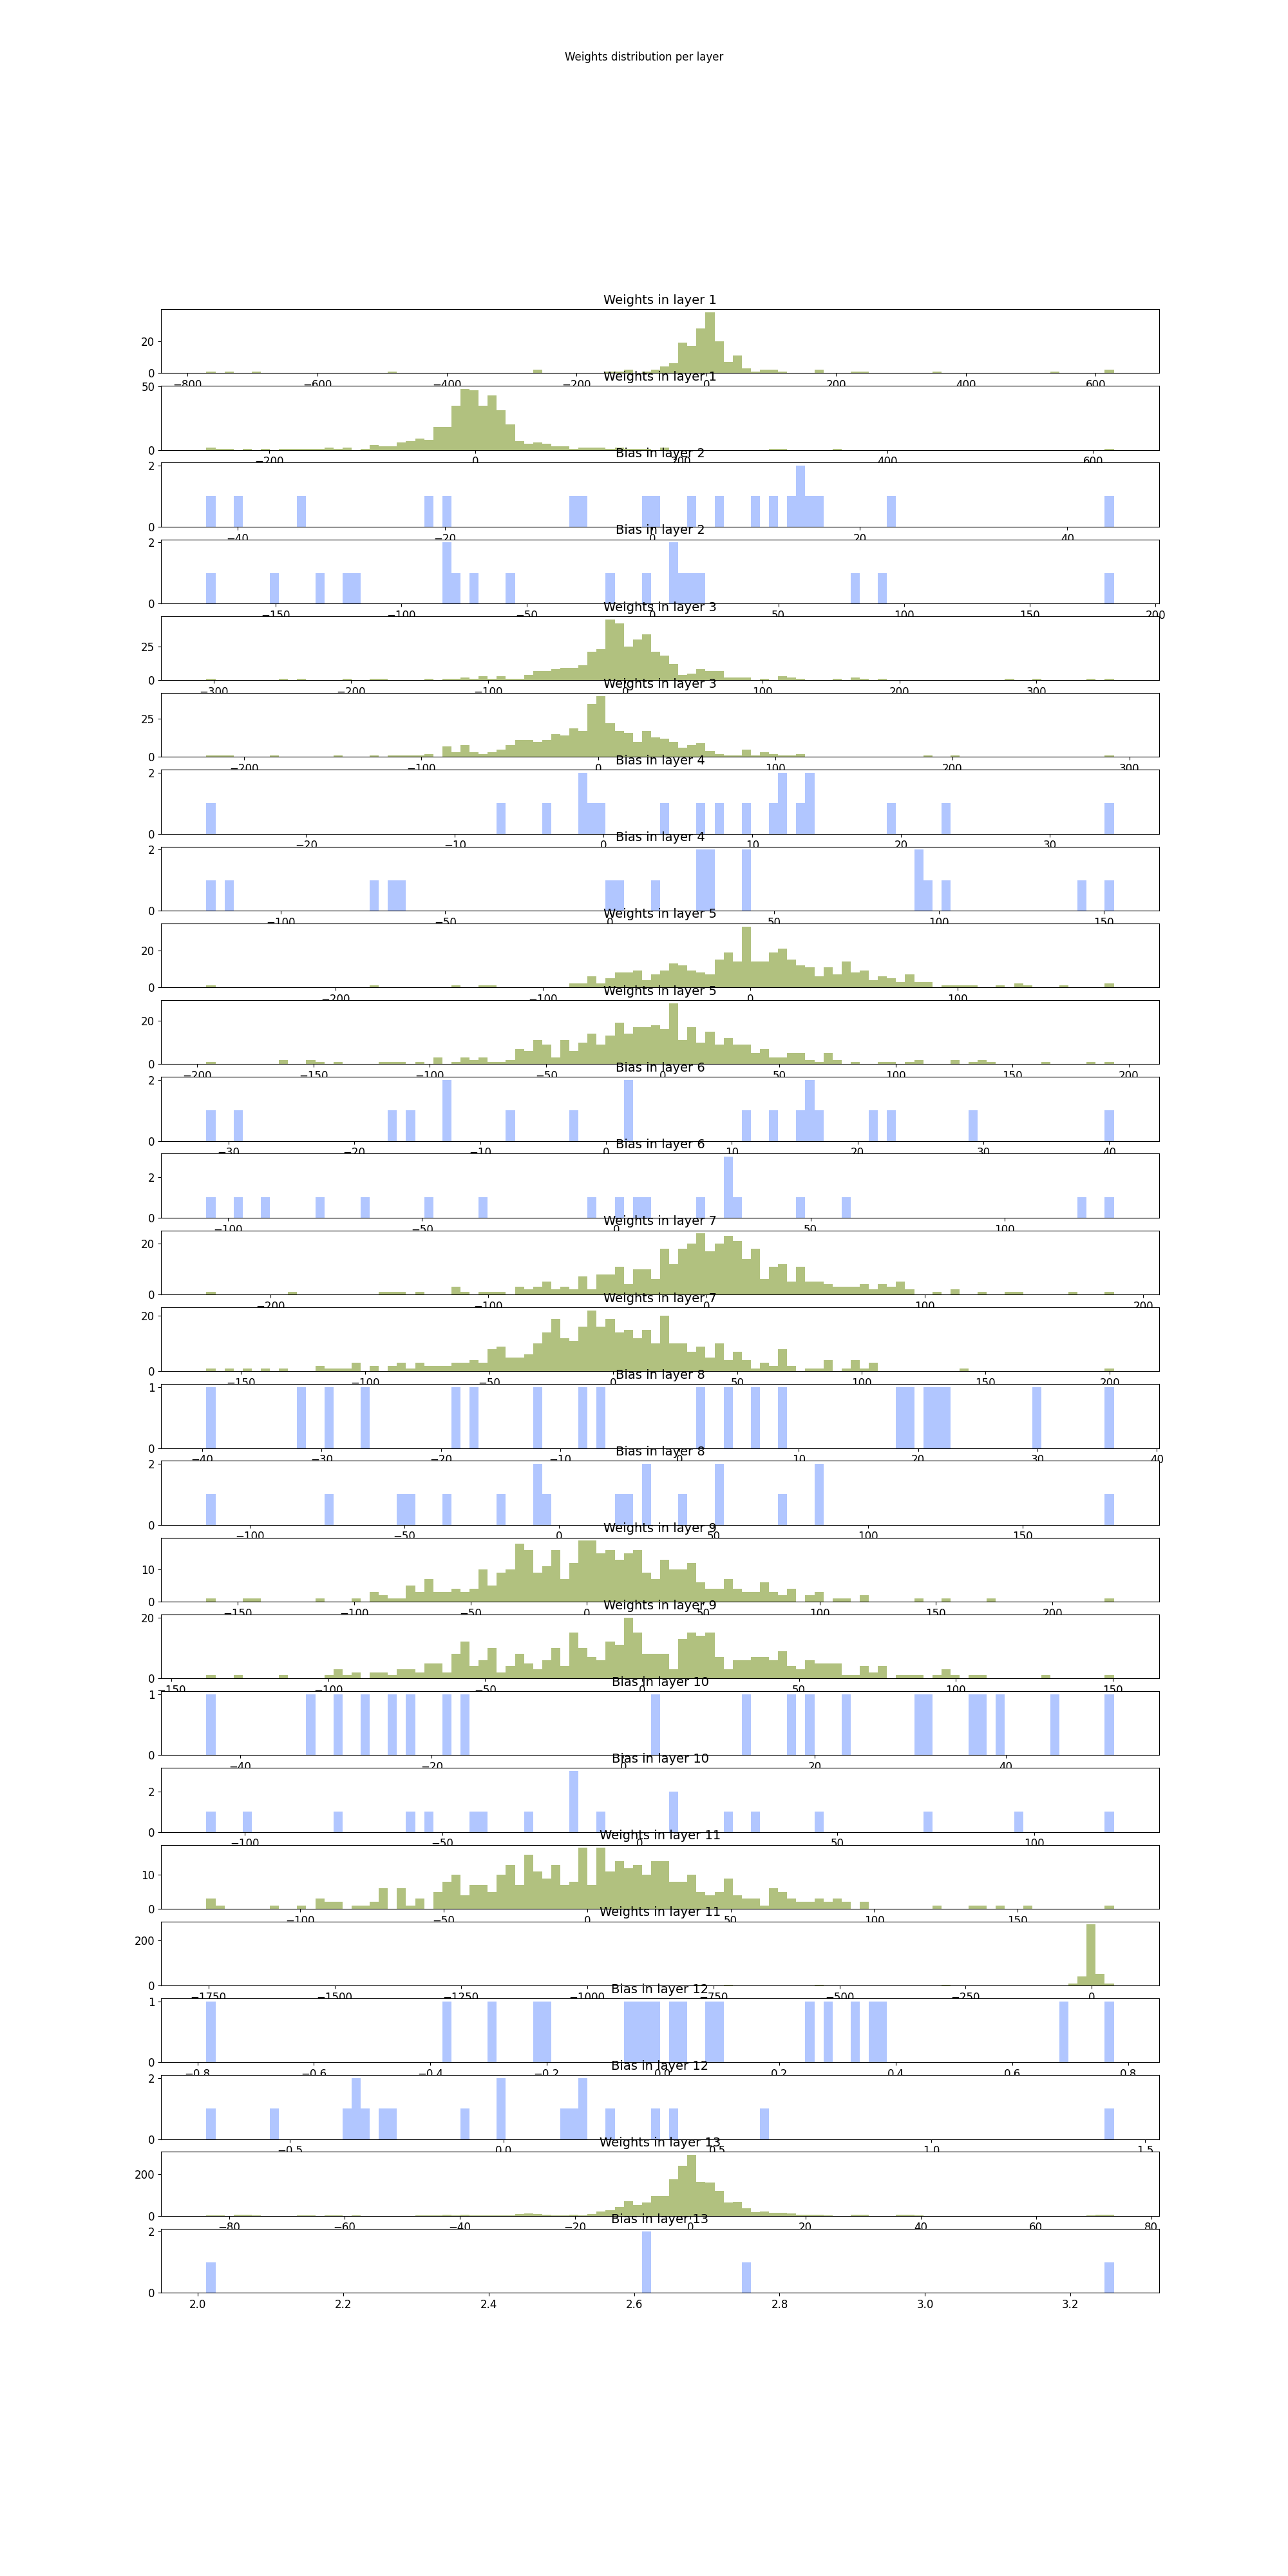 Weights distribution per layer
Weights in layer 1
20
0
−800 −600 −400 −200 0 200 400 600
Weights in layer 1
50
0
−200 0 200 400 600
Bias in layer 2
2
0
−40 −20 0 20 40
Bias in layer 2
2
0
−150 −100 −50 0 50 100 150 200
Weights in layer 3
25
0
−300 −200 −100 0 100 200 300
Weights in layer 3
25
0
−200 −100 0 100 200 300
Bias in layer 4
2
0
−20 −10 0 10 20 30
Bias in layer 4
2
0
−100 −50 0 50 100 150
Weights in layer 5
20
0
−200 −100 0 100
Weights in layer 5
20
0
−200 −150 −100 −50 0 50 100 150 200
Bias in layer 6
2
0
−30 −20 −10 0 10 20 30 40
Bias in layer 6
2
0
−100 −50 0 50 100
Weights in layer 7
20
0
−200 −100 0 100 200
Weights in layer 7
20
0
−150 −100 −50 0 50 100 150 200
Bias in layer 8
1
0
−40 −30 −20 −10 0 10 20 30 40
Bias in layer 8
2
0
−100 −50 0 50 100 150
Weights in layer 9
10
0
−150 −100 −50 0 50 100 150 200
Weights in layer 9
20
0
−150 −100 −50 0 50 100 150
Bias in layer 10
1
0
−40 −20 0 20 40
Bias in layer 10
2
0
−100 −50 0 50 100
Weights in layer 11
10
0
−100 −50 0 50 100 150
Weights in layer 11
200
0
−1750 −1500 −1250 −1000 −750 −500 −250 0
Bias in layer 12
1
0
−0.8 −0.6 −0.4 −0.2 0.0 0.2 0.4 0.6 0.8
Bias in layer 12
2
0
−0.5 0.0 0.5 1.0 1.5
Weights in layer 13
200
0
−80 −60 −40 −20 0 20 40 60 80
Bias in layer 13
2
0
2.0 2.2 2.4 2.6 2.8 3.0 3.2